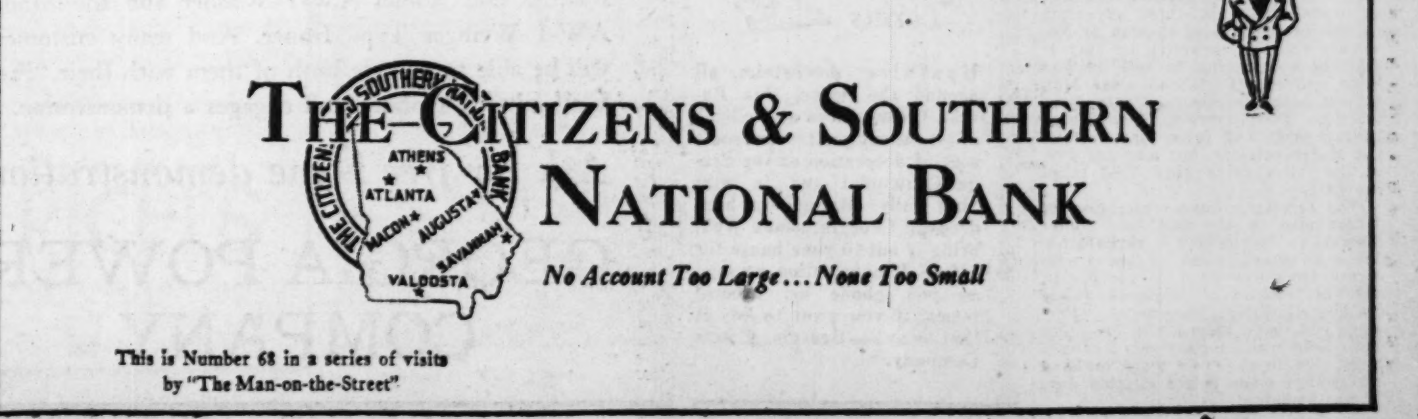 THE CITIZENS & SOUTHERN
NATIONAL BANK
No Account Too Large...None Too Small
THE CITIZENS SOUTHERN BANK
ATHENS
ATLANTA
MACON
AUGUSTA
SAVANNAH
VALDOSTA
This is Number 68 in a series of visits
by "The Man-on-the-Street"